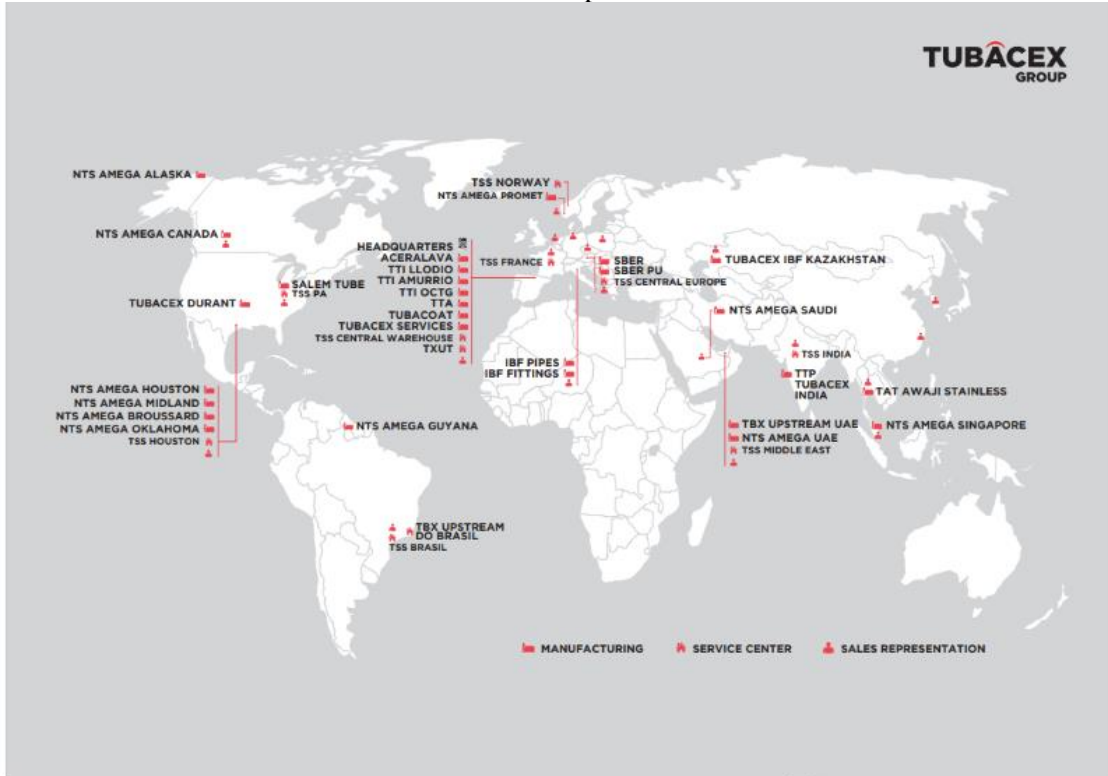 TUBACEX
GROUP
NTS AMEGA ALASKA
NTS AMEGA CANADA
SALEM TUBE
TSS PA
TUBACEX DURANT
NTS AMEGA HOUSTON
NTS AMEGA MIDLAND
NTS AMEGA BROUSSARD
NTS AMEGA OKLAHOMA
TSS HOUSTON
NTS AMEGA GUYANA
TBX UPSTREAM
DO BRASIL
TSS BRASIL
TSS NORWAY
NTS AMEGA PROMET
HEADQUARTERS
ACERALAVA
TTI LLODIO
TTI AMURRIO
TTI OCTG
TTA
TUBACOAT
TUBACEX SERVICES
TSS CENTRAL WAREHOUSE
TXUT
TSS FRANCE
SBER
SBER PU
TSS CENTRAL EUROPE
IBF PIPES
IBF FITTINGS
TUBACEX IBF KAZAKHSTAN
NTS AMEGA SAUDI
TSS INDIA
TTP
TUBACEX
INDIA
TAT AWAJI STAINLESS
TBX UPSTREAM UAE
NTS AMEGA UAE
TSS MIDDLE EAST
NTS AMEGA SINGAPORE
MANUFACTURING
SERVICE CENTER
SALES REPRESENTATION